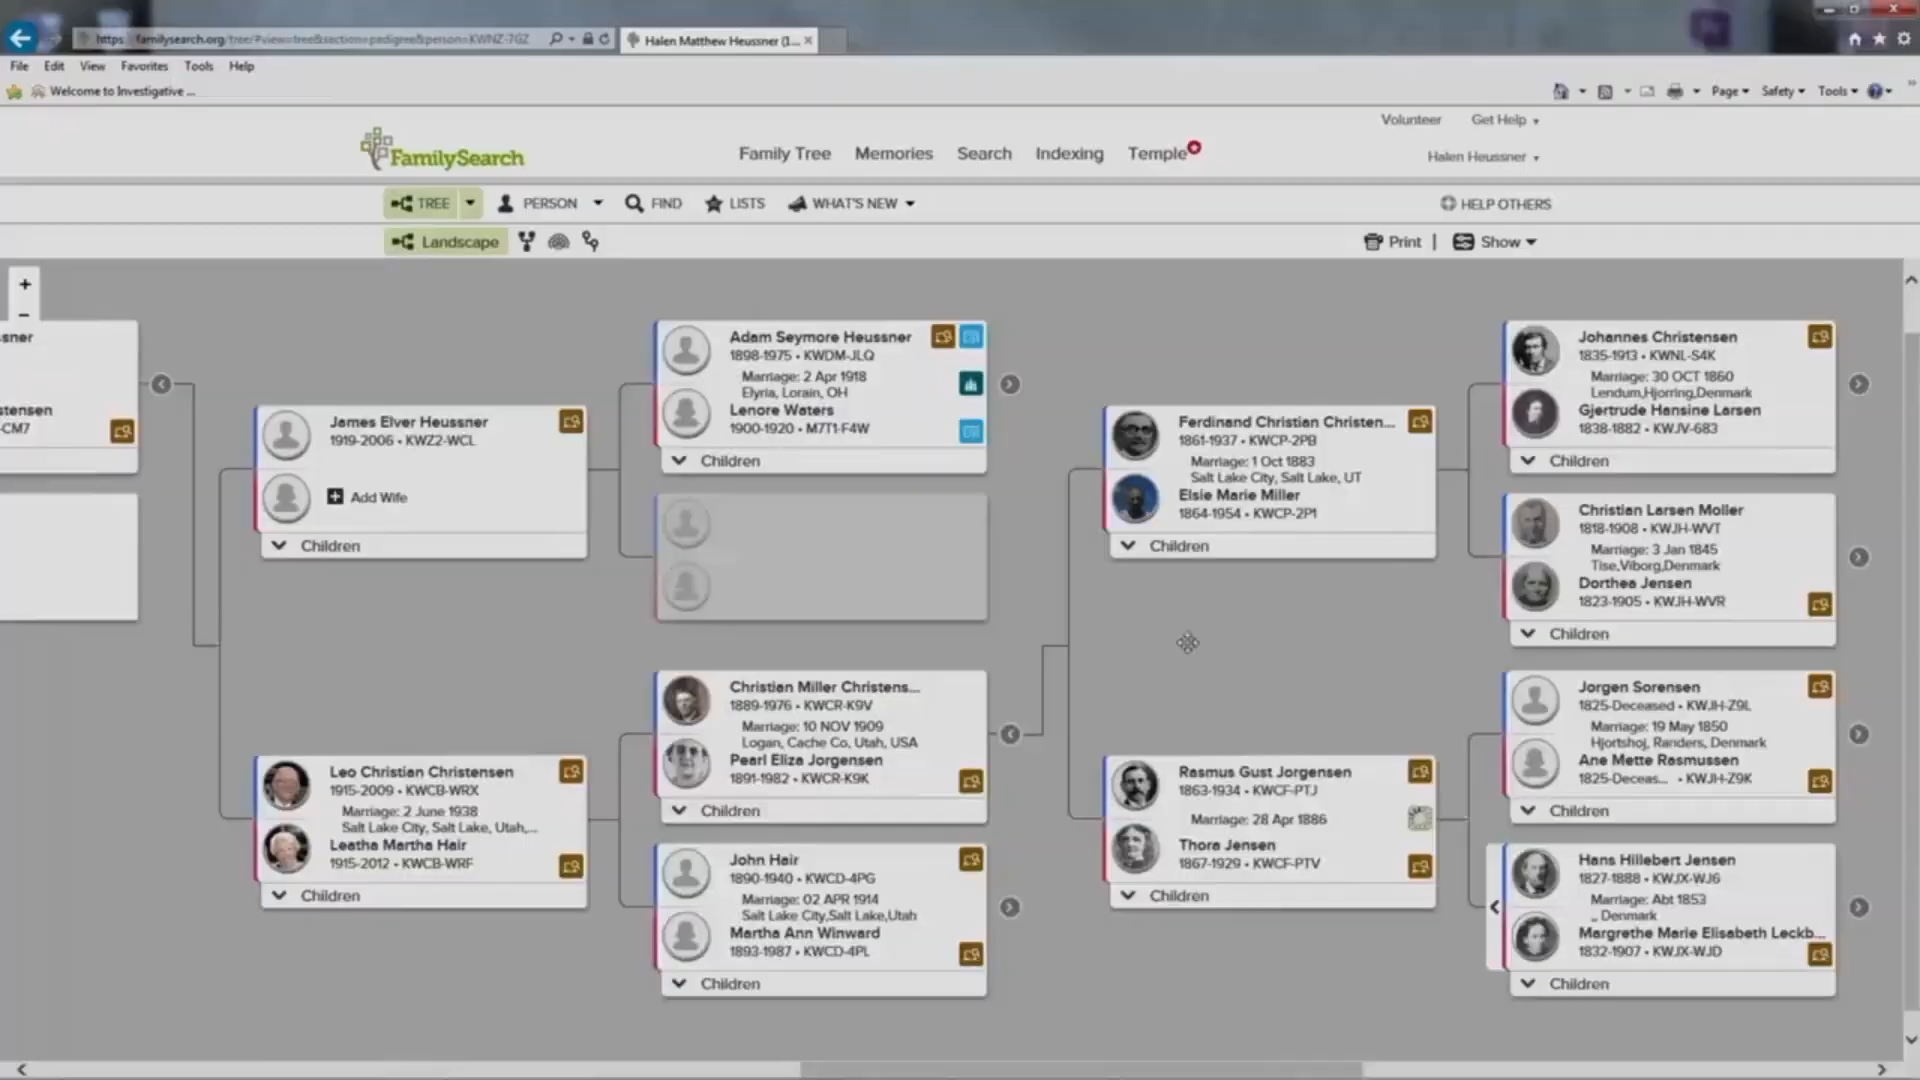 https familysearch.org/tree/#view=tree&section=pedigree&person=KWNZ-7GZ
Halen Matthew Heussner (1... ×
File Edit View Favorites Tools Help
Welcome to Investigative ...
Page Safety Tools
Volunteer Get Help
FamilySearch
Family Tree Memories Search Indexing Temple
Halen Heussner
TREE PERSON FIND LISTS WHAT'S NEW
HELP OTHERS
Landscape
Print | Show
+
-
ssner
stensen
-CM7
James Elver Heussner
1919-2006 • KWZ2-WCL
Add Wife
Children
Leo Christian Christensen
1915-2009 • KWCB-WRX
Marriage: 2 June 1938
Salt Lake City, Salt Lake, Utah,...
Leatha Martha Hair
1915-2012 • KWCB-WRF
Children
Adam Seymore Heussner
1898-1975 • KWDM-JLQ
Marriage: 2 Apr 1918
Elyria, Lorain, OH
Lenore Waters
1900-1920 • M7T1-F4W
Children
Christian Miller Christens...
1889-1976 • KWCR-K9V
Marriage: 10 NOV 1909
Logan, Cache Co, Utah, USA
Pearl Eliza Jorgensen
1891-1982 • KWCR-K9K
Children
John Hair
1890-1940 • KWCD-4PG
Marriage: 02 APR 1914
Salt Lake City,Salt Lake,Utah
Martha Ann Winward
1893-1987 • KWCD-4PL
Children
Ferdinand Christian Christen...
1861-1937 • KWCP-2PB
Marriage: 1 Oct 1883
Salt Lake City, Salt Lake, UT
Elsie Marie Miller
1864-1954 • KWCP-2P1
Children
Rasmus Gust Jorgensen
1863-1934 • KWCF-PTJ
Marriage: 28 Apr 1886
Thora Jensen
1867-1929 • KWCF-PTV
Children
Johannes Christensen
1835-1913 • KWNL-S4K
Marriage: 30 OCT 1860
Lendum,Hjorring,Denmark
Gjertrude Hansine Larsen
1838-1882 • KWJV-683
Children
Christian Larsen Moller
1818-1908 • KWJH-WVT
Marriage: 3 Jan 1845
Tise,Viborg,Denmark
Dorthea Jensen
1823-1905 • KWJH-WVR
Children
Jorgen Sorensen
1825-Deceased • KWJH-Z9L
Marriage: 19 May 1850
Hjortshoj, Randers, Denmark
Ane Mette Rasmussen
1825-Deceas... • KWJH-Z9K
Children
Hans Hillebert Jensen
1827-1888 • KWJX-WJ6
Marriage: Abt 1853
,, Denmark
Margrethe Marie Elisabeth Leckb...
1832-1907 • KWJX-WJD
Children